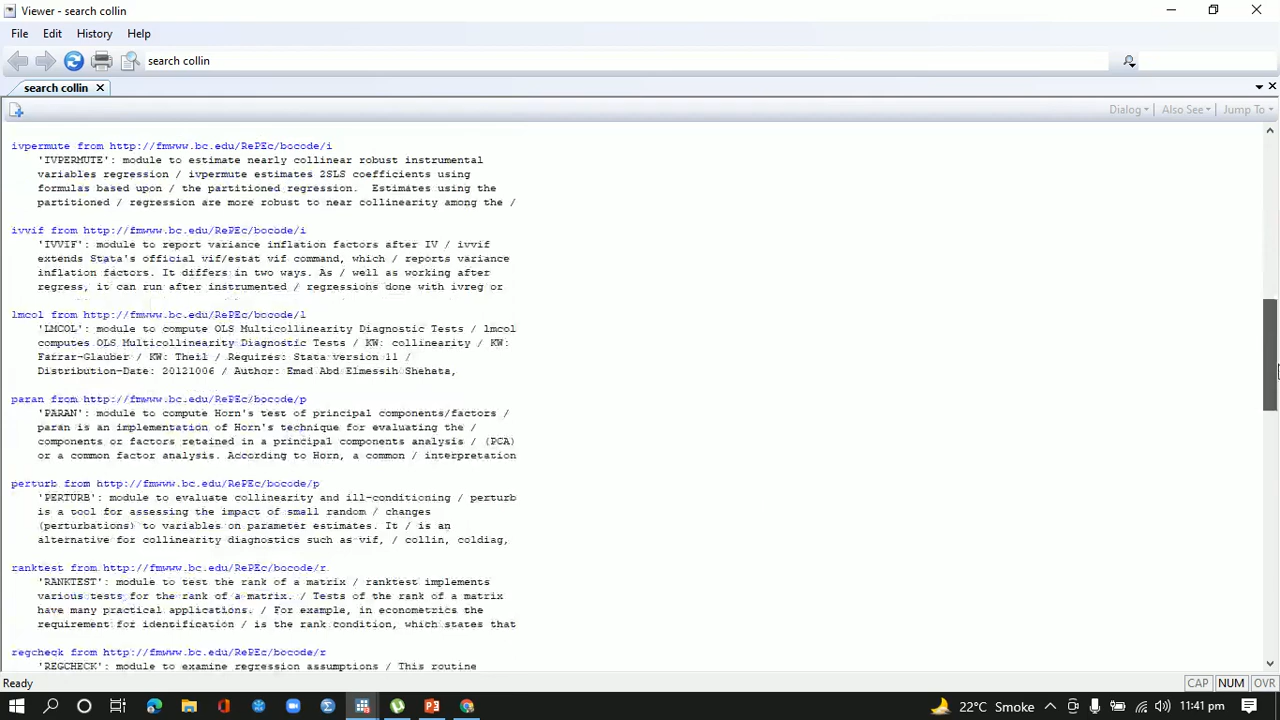 Viewer - search collin
File Edit History Help
search collin
search collin
Dialog Also See Jump To
ivpermute from http://fmwww.bc.edu/RePEc/bocode/i
'IVPERMUTE': module to estimate nearly collinear robust instrumental
variables regression / ivpermute estimates 2SLS coefficients using
formulas based upon / the partitioned regression. Estimates using the
partitioned / regression are more robust to near collinearity among the /
ivvif from http://fmwww.bc.edu/RePEc/bocode/i
'IVVIF': module to report variance inflation factors after IV / ivvif
extends Stata's official vif/estat vif command, which / reports variance
inflation factors. It differs in two ways. As / well as working after
regress, it can run after instrumented / regressions done with ivreg or
lmcol from http://fmwww.bc.edu/RePEc/bocode/l
'LMCOL': module to compute OLS Multicollinearity Diagnostic Tests / lmcol
computes OLS Multicollinearity Diagnostic Tests / KW: collinearity / KW:
Farrar-Glauber / KW: Theil / Requires: Stata version 11 /
Distribution-Date: 20121006 / Author: Emad Abd Elmessih Shehata,
paran from http://fmwww.bc.edu/RePEc/bocode/p
'PARAN': module to compute Horn's test of principal components/factors /
paran is an implementation of Horn's technique for evaluating the /
components or factors retained in a principal components analysis / (PCA)
or a common factor analysis. According to Horn, a common / interpretation
perturb from http://fmwww.bc.edu/RePEc/bocode/p
'PERTURB': module to evaluate collinearity and ill-conditioning / perturb
is a tool for assessing the impact of small random / changes
(perturbations) to variables on parameter estimates. It / is an
alternative for collinearity diagnostics such as vif, / collin, coldiag,
ranktest from http://fmwww.bc.edu/RePEc/bocode/r
'RANKTEST': module to test the rank of a matrix / ranktest implements
various tests for the rank of a matrix. / Tests of the rank of a matrix
have many practical applications. / For example, in econometrics the
requirement for identification / is the rank condition, which states that
regcheck from http://fmwww.bc.edu/RePEc/bocode/r
'REGCHECK': module to examine regression assumptions / This routine
Ready CAP NUM OVR
22°C Smoke 11:41 pm